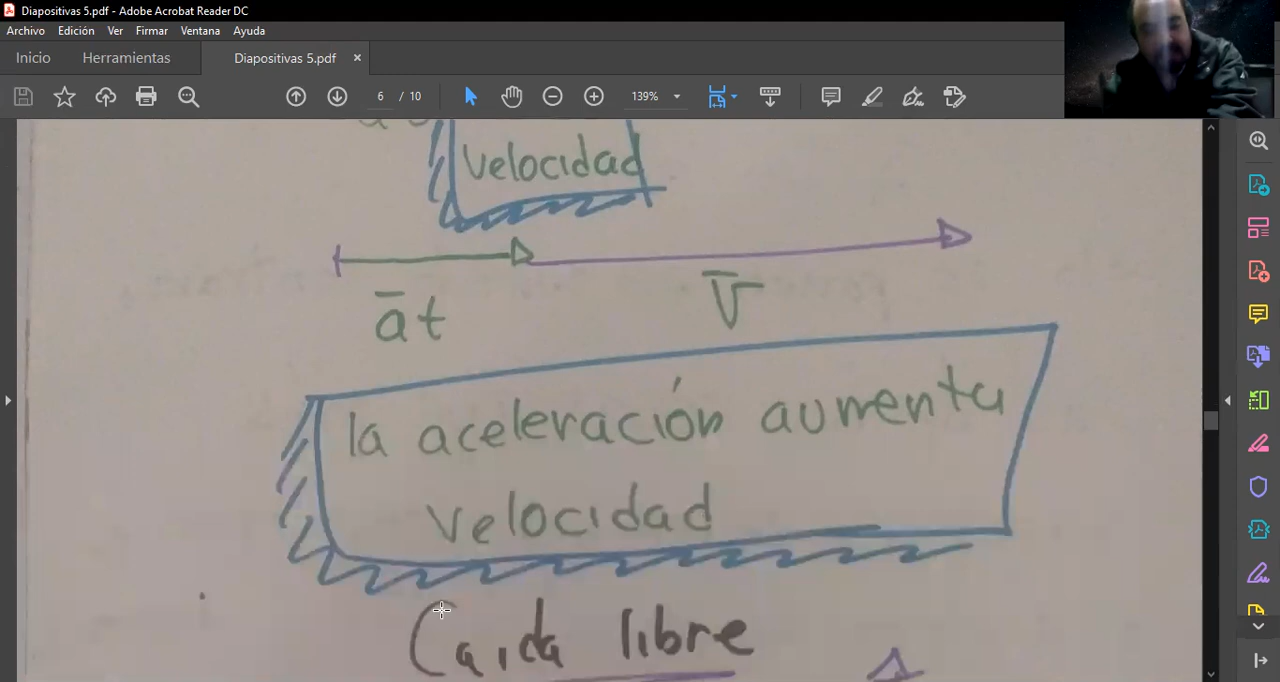 Diapositivas 5.pdf - Adobe Acrobat Reader DC
Archivo Edición Ver Firmar Ventana Ayuda
Inicio Herramientas Diapositivas 5.pdf ×
6 / 10 139%
velocidad
āt
V̄
la aceleración aumenta
velocidad
Caida libre